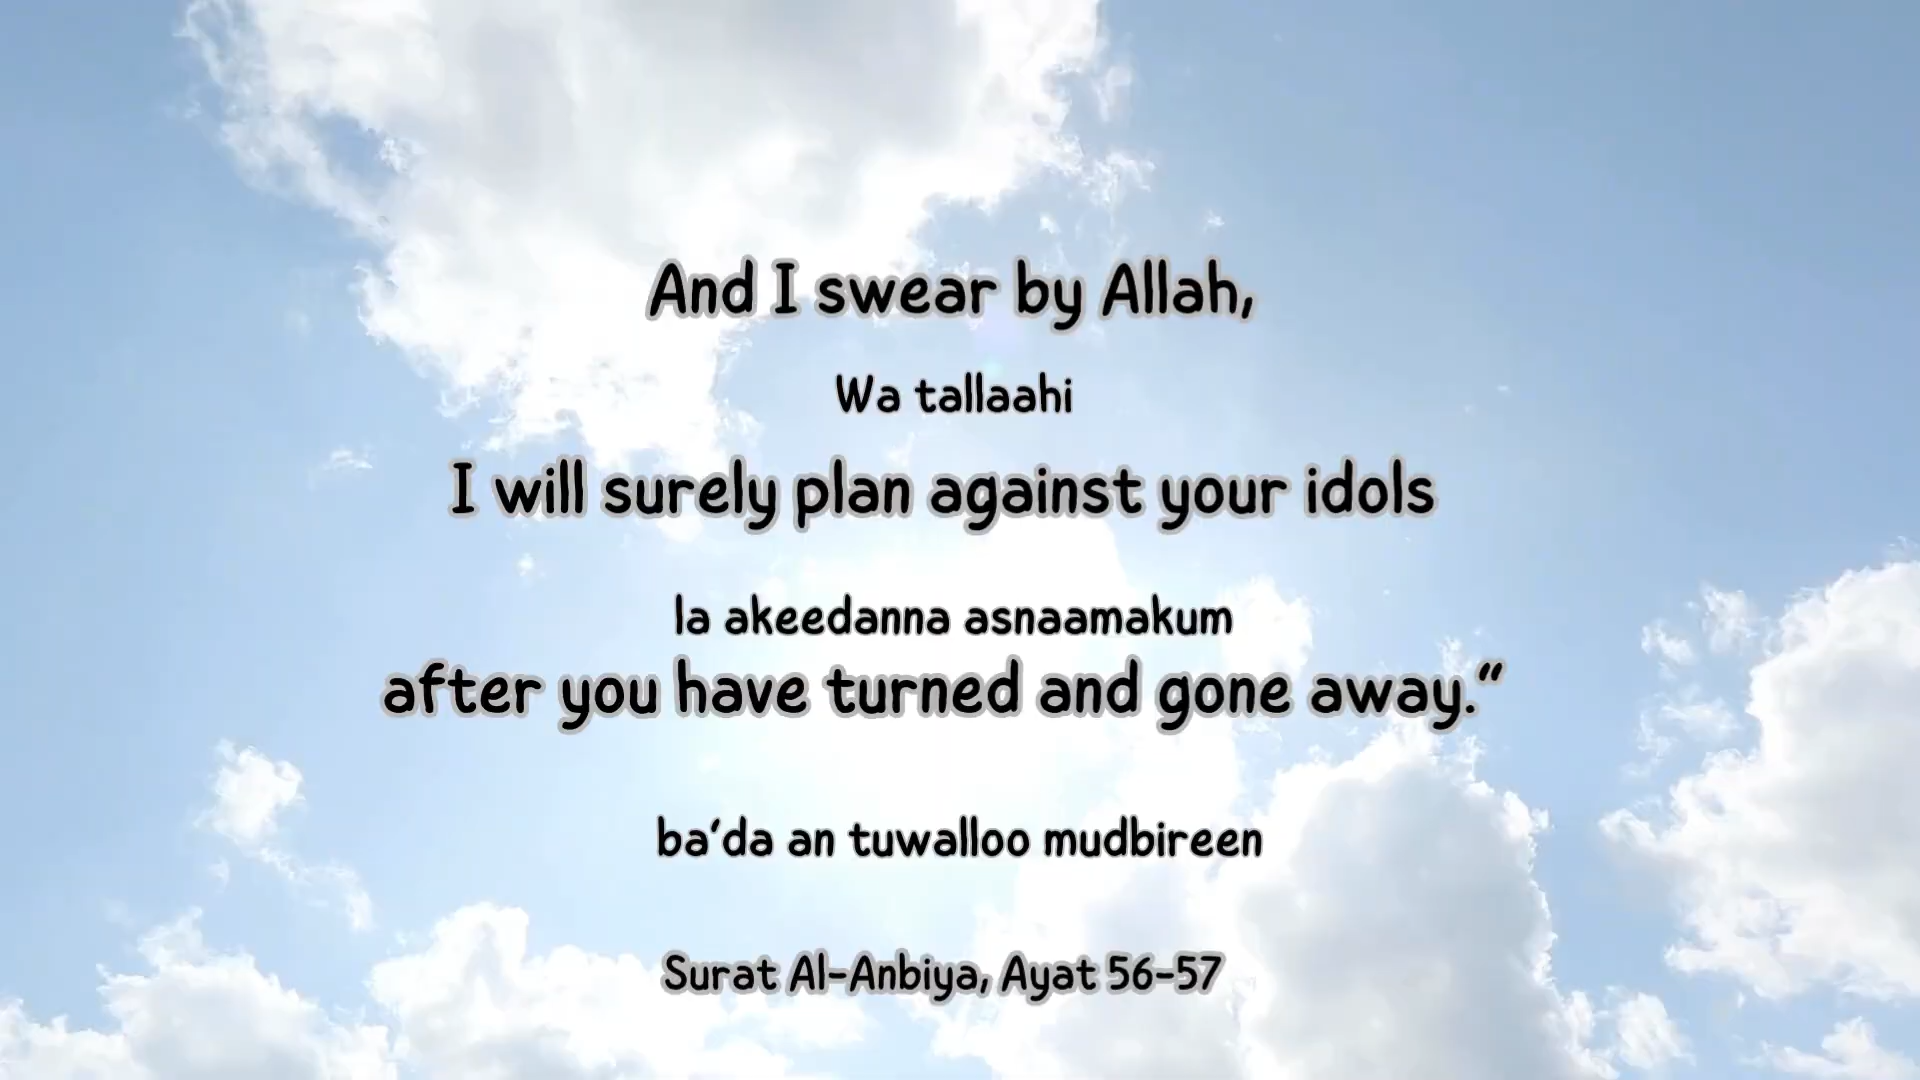 And I swear by Allah,
Wa tallaahi
I will surely plan against your idols
la akeedanna asnaamakum
after you have turned and gone away.“
ba‘da an tuwalloo mudbireen
Surat Al-Anbiya, Ayat 56-57